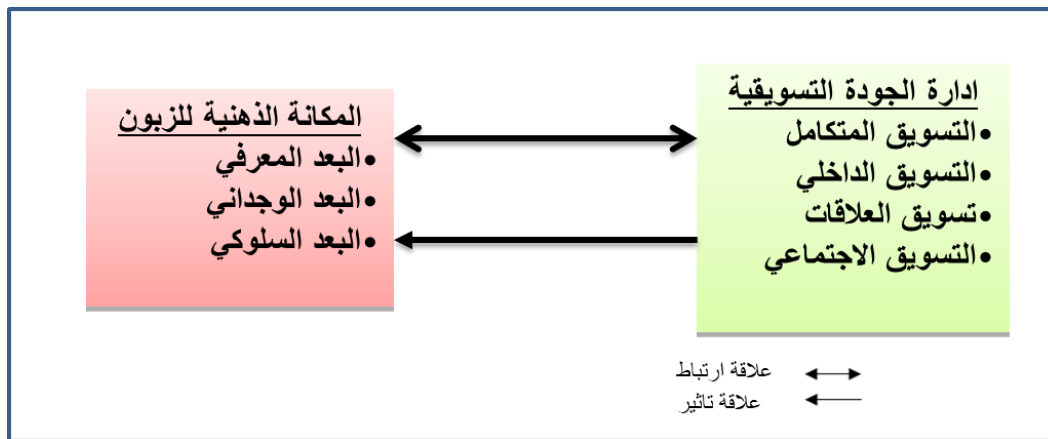 ادارة الجودة التسويقية
•التسويق المتكامل
•التسويق الداخلي
•تسويق العلاقات
•التسويق الاجتماعي
المكانة الذهنية للزبون
•البعد المعرفي
•البعد الوجداني
•البعد السلوكي
علاقة ارتباط
علاقة تاثير